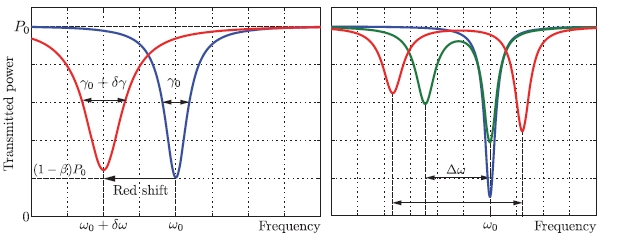 P₀
Transmitted power
γ₀ + δγ
γ₀
(1−β)P₀
Red shift
0
ω₀ + δω
ω₀
Frequency
Δω
ω₀
Frequency